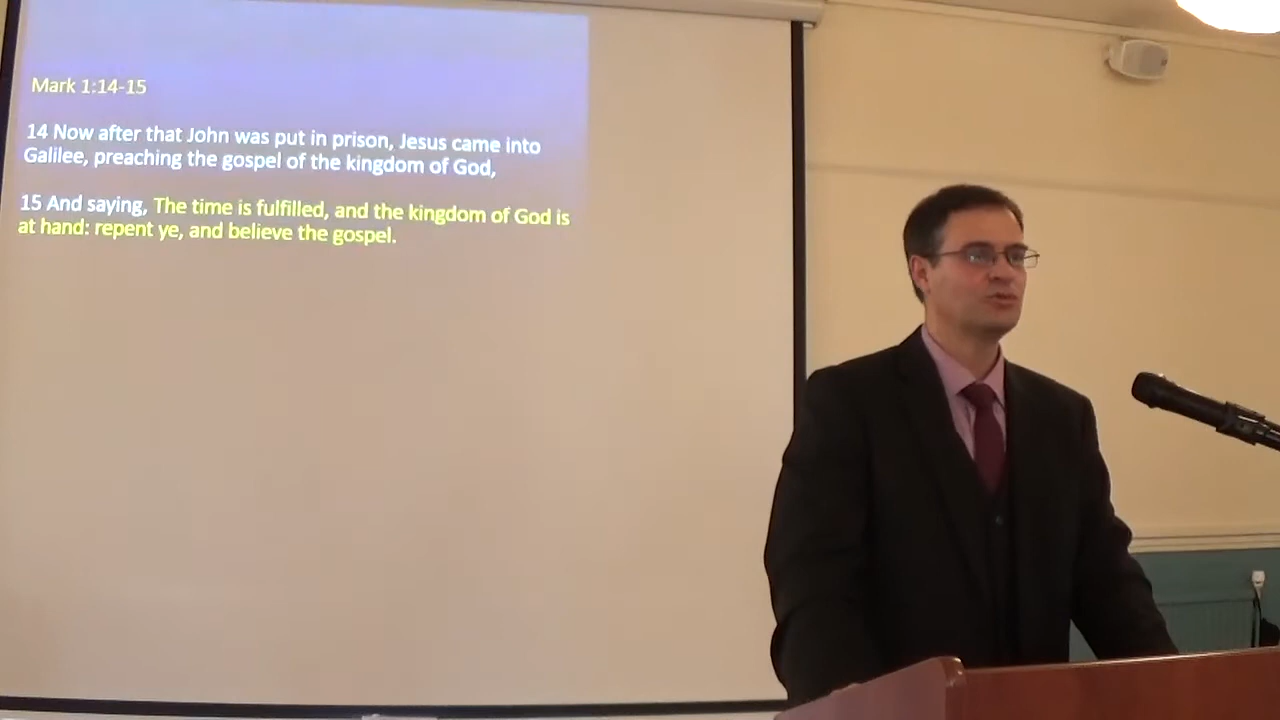 Mark 1:14-15
14 Now after that John was put in prison, Jesus came into
Galilee, preaching the gospel of the kingdom of God,
15 And saying, The time is fulfilled, and the kingdom of God is
at hand: repent ye, and believe the gospel.